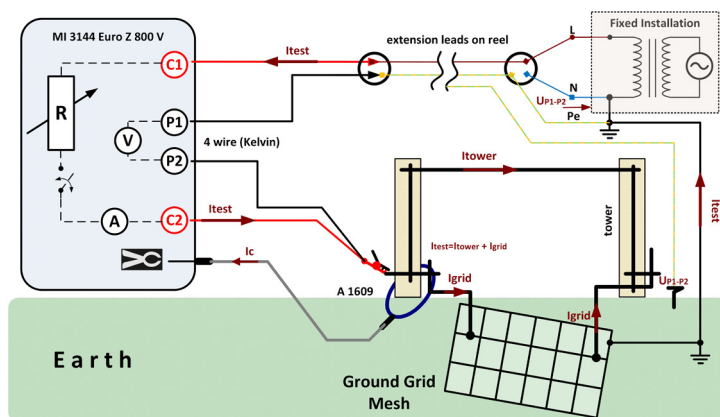 MI 3144 Euro Z 800 V
C1
R
P1
V
P2
A
C2
Itest
extension leads on reel
L
N
Fixed Installation
UP1-P2
Pe
4 wire (Kelvin)
Itest
Ic
A 1609
Itower
Itest=Itower + Igrid
Igrid
tower
Itest
UP1-P2
Igrid
Earth
Ground Grid
Mesh